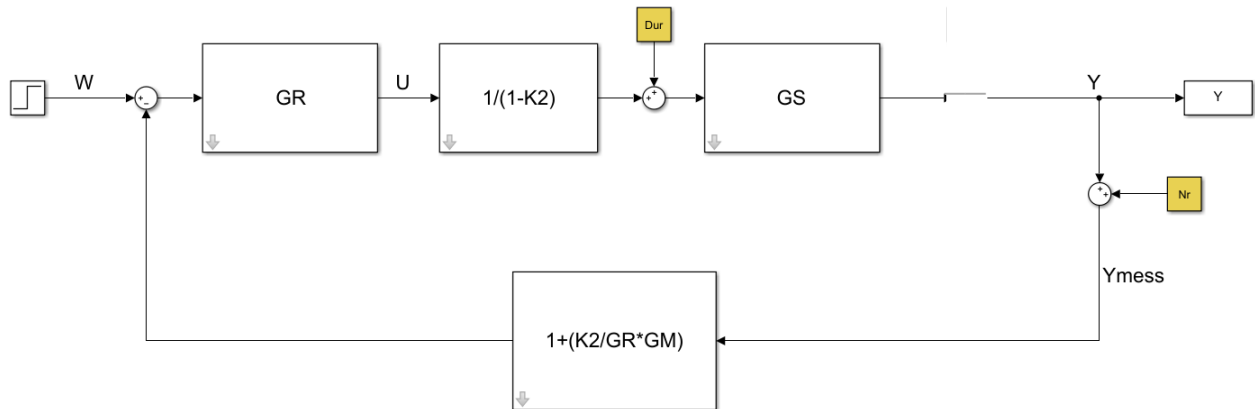 Dur
W
GR
U
1/(1-K2)
GS
Y
Y
Nr
Ymess
1+(K2/GR*GM)